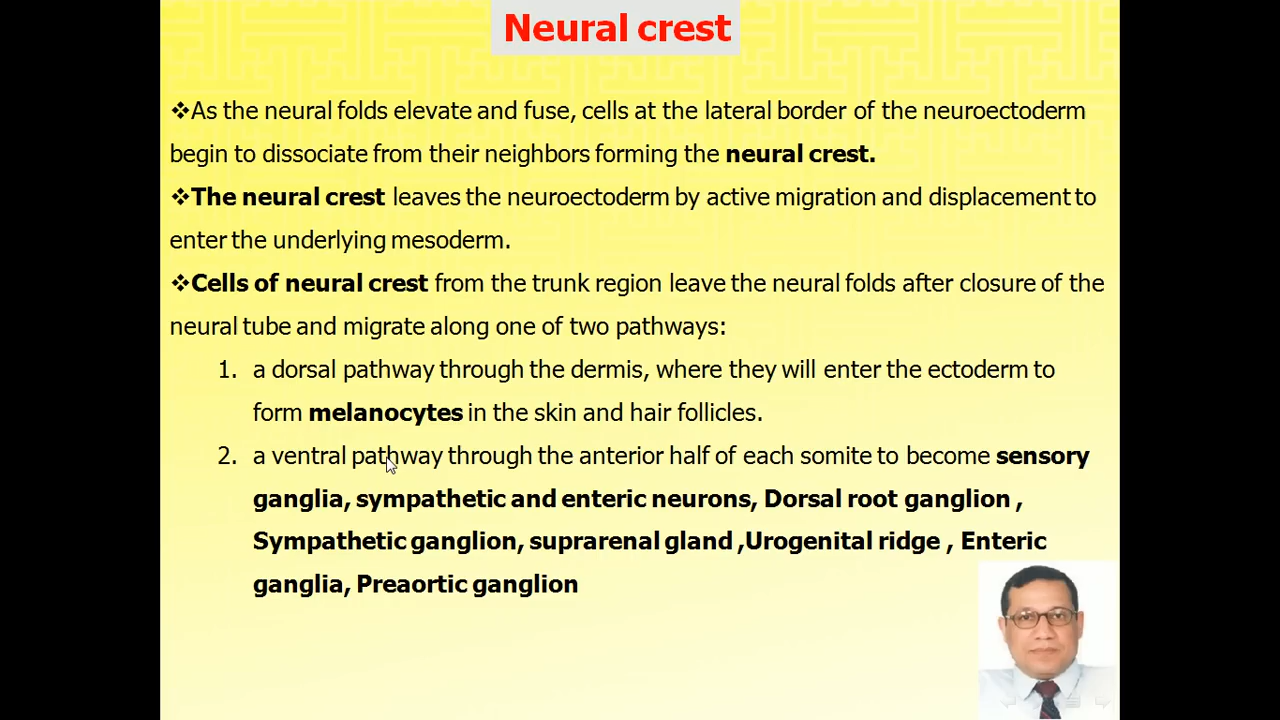 Neural crest
❖As the neural folds elevate and fuse, cells at the lateral border of the neuroectoderm
begin to dissociate from their neighbors forming the neural crest.
❖The neural crest leaves the neuroectoderm by active migration and displacement to
enter the underlying mesoderm.
❖Cells of neural crest from the trunk region leave the neural folds after closure of the
neural tube and migrate along one of two pathways:
1. a dorsal pathway through the dermis, where they will enter the ectoderm to
form melanocytes in the skin and hair follicles.
2. a ventral pathway through the anterior half of each somite to become sensory
ganglia, sympathetic and enteric neurons, Dorsal root ganglion ,
Sympathetic ganglion, suprarenal gland ,Urogenital ridge , Enteric
ganglia, Preaortic ganglion